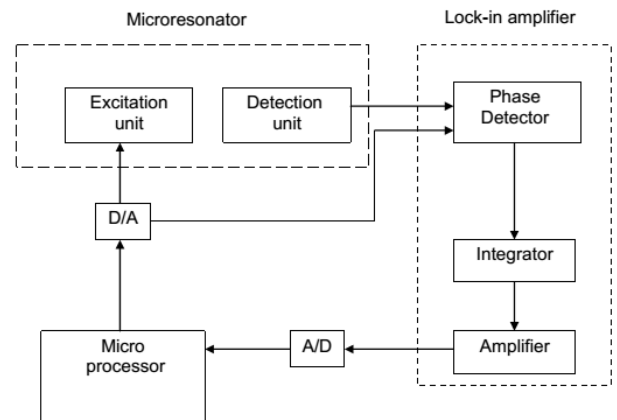 Microresonator
Lock-in amplifier
Excitation
unit
Detection
unit
Phase
Detector
D/A
Integrator
Micro
processor
A/D
Amplifier